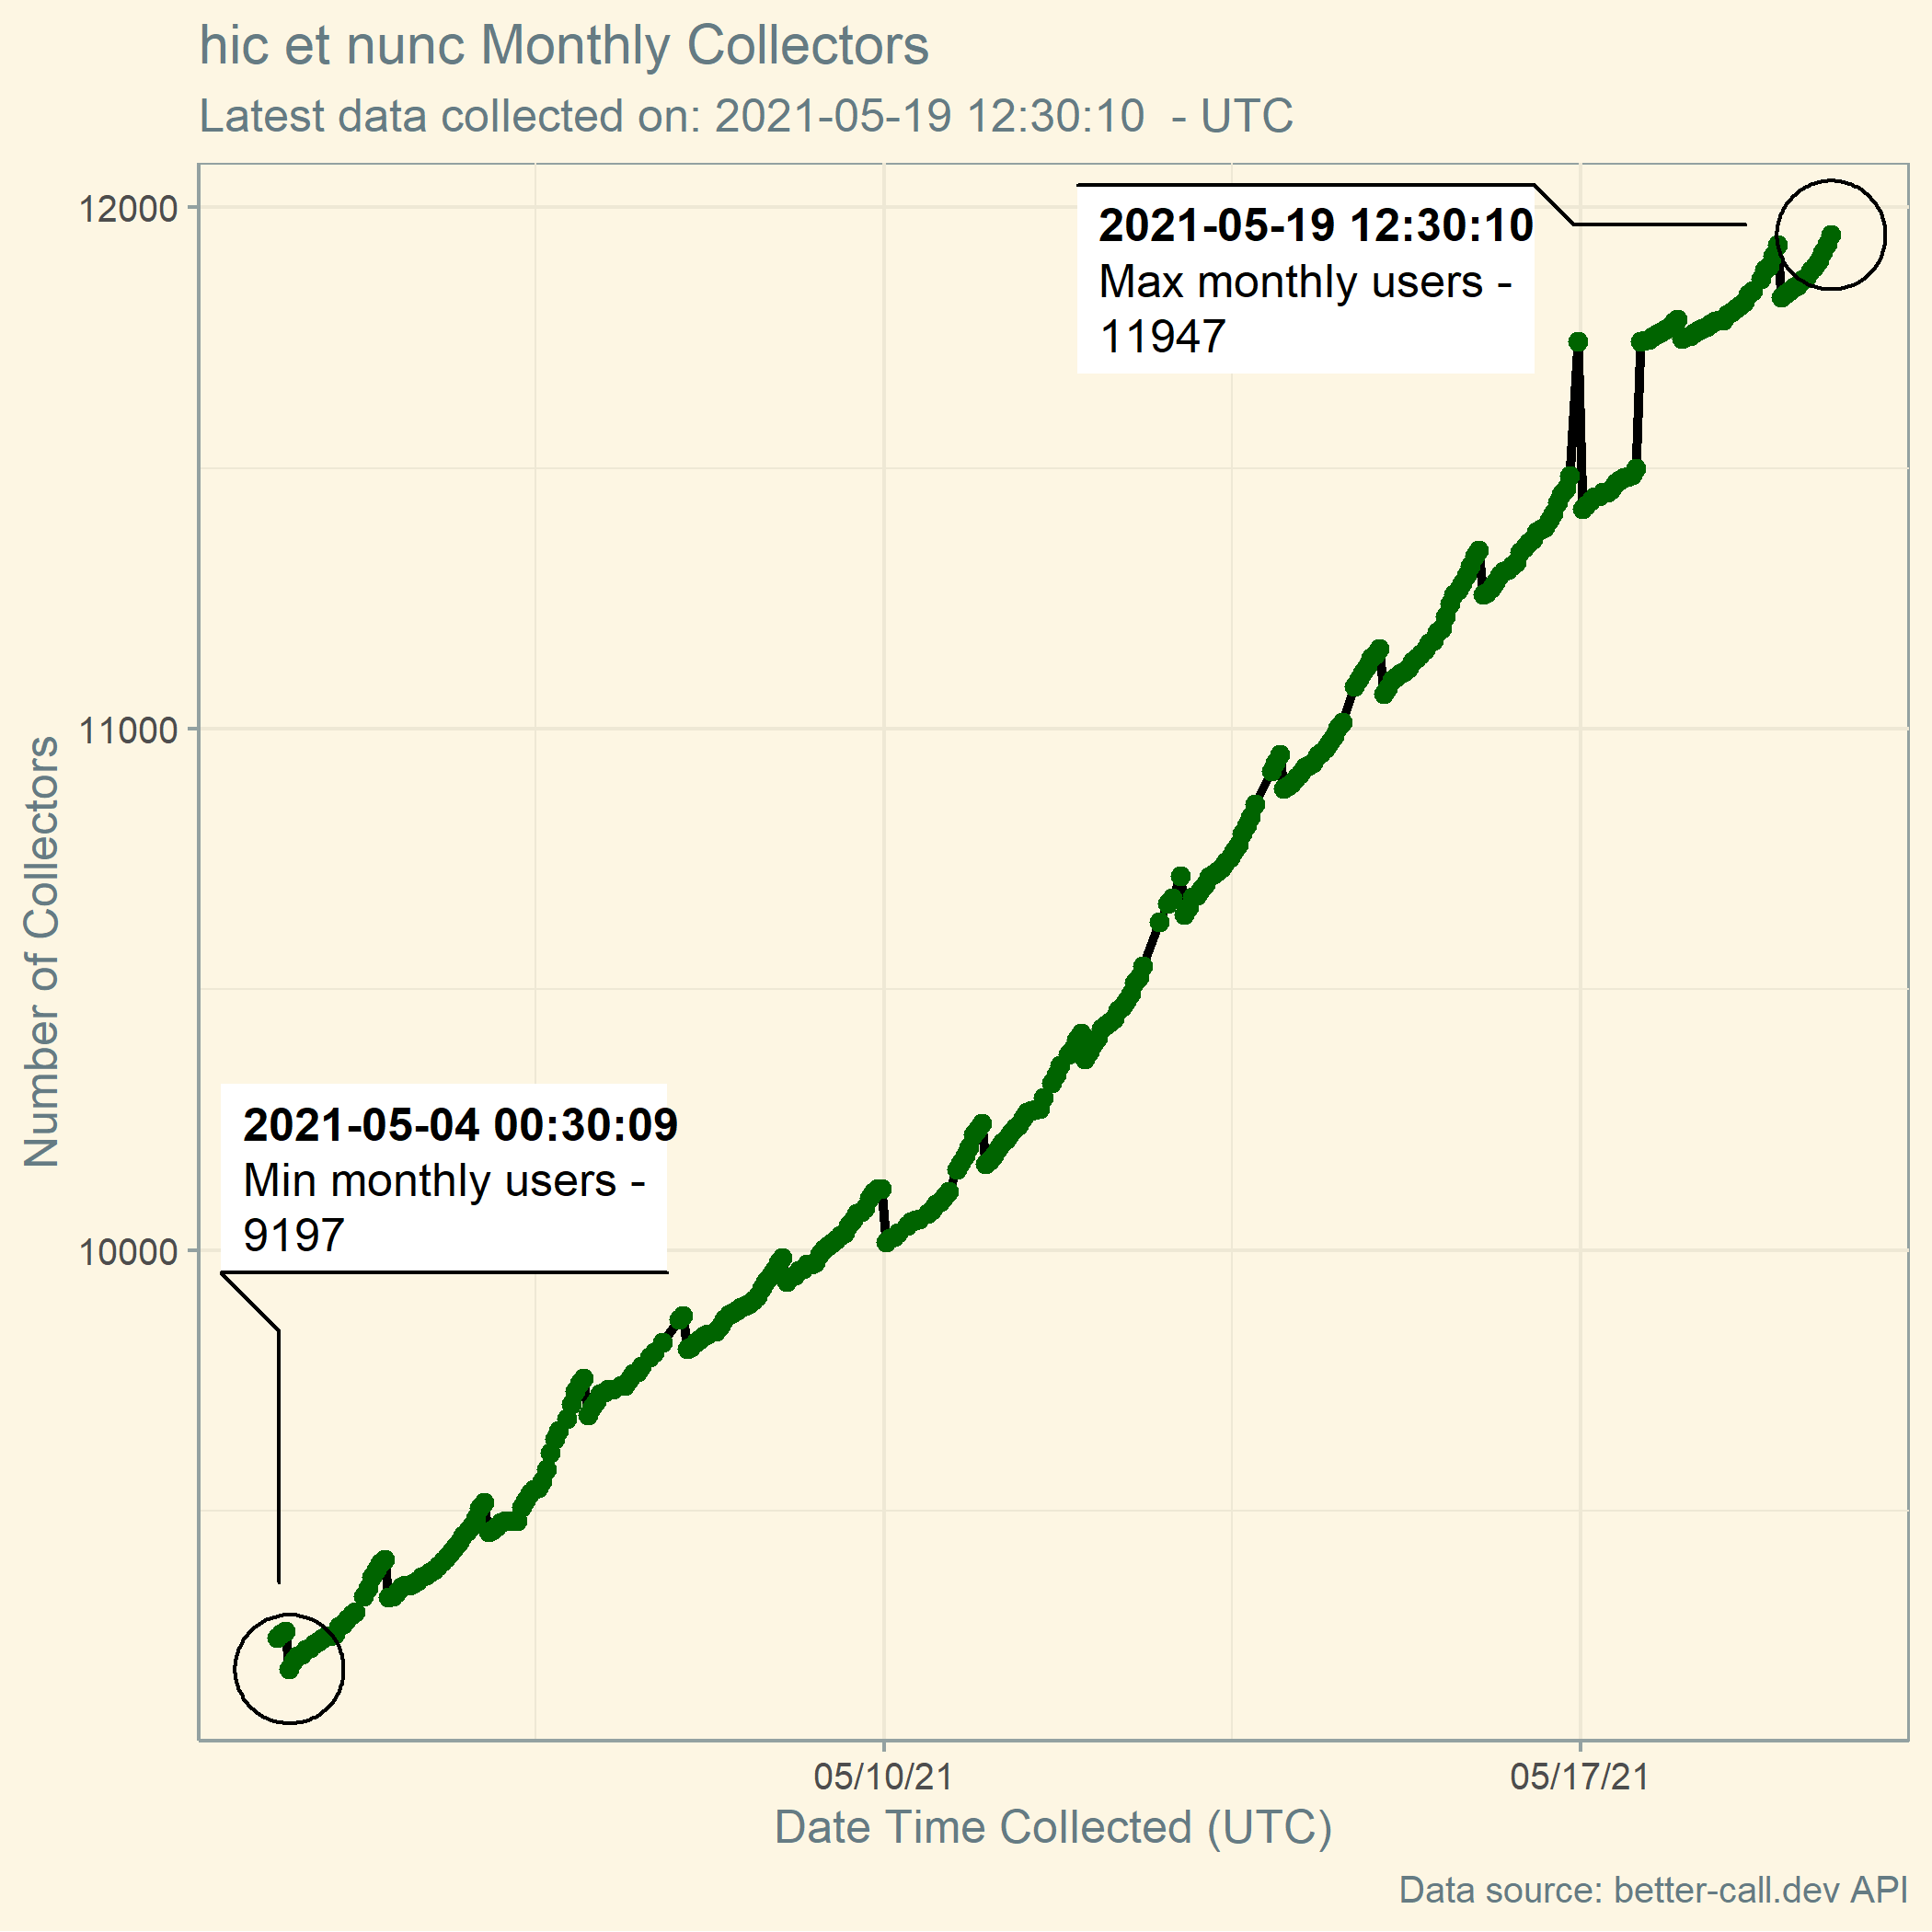 hic et nunc Monthly Collectors
Latest data collected on: 2021-05-19 12:30:10  - UTC
12000
2021-05-19 12:30:10
Max monthly users -
11947
11000
Number of Collectors
2021-05-04 00:30:09
Min monthly users -
9197
10000
05/10/21
05/17/21
Date Time Collected (UTC)
Data source: better-call.dev API